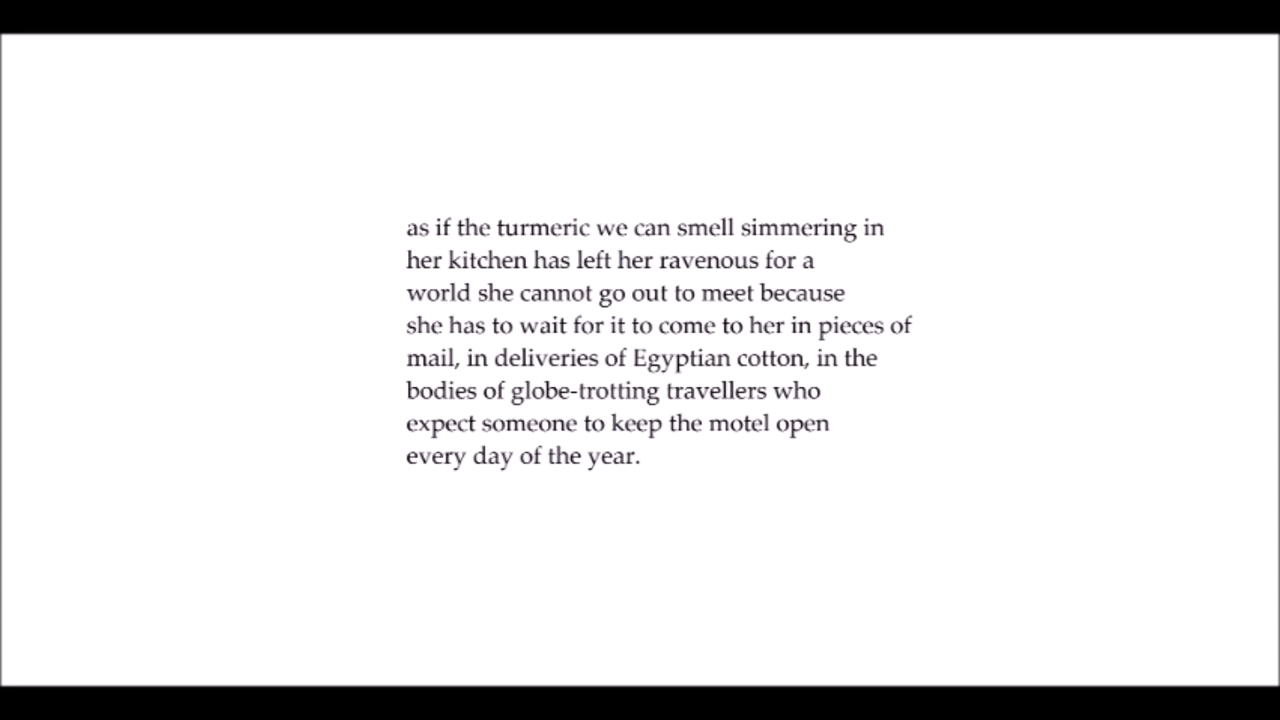 as if the turmeric we can smell simmering in
her kitchen has left her ravenous for a
world she cannot go out to meet because
she has to wait for it to come to her in pieces of
mail, in deliveries of Egyptian cotton, in the
bodies of globe-trotting travellers who
expect someone to keep the motel open
every day of the year.